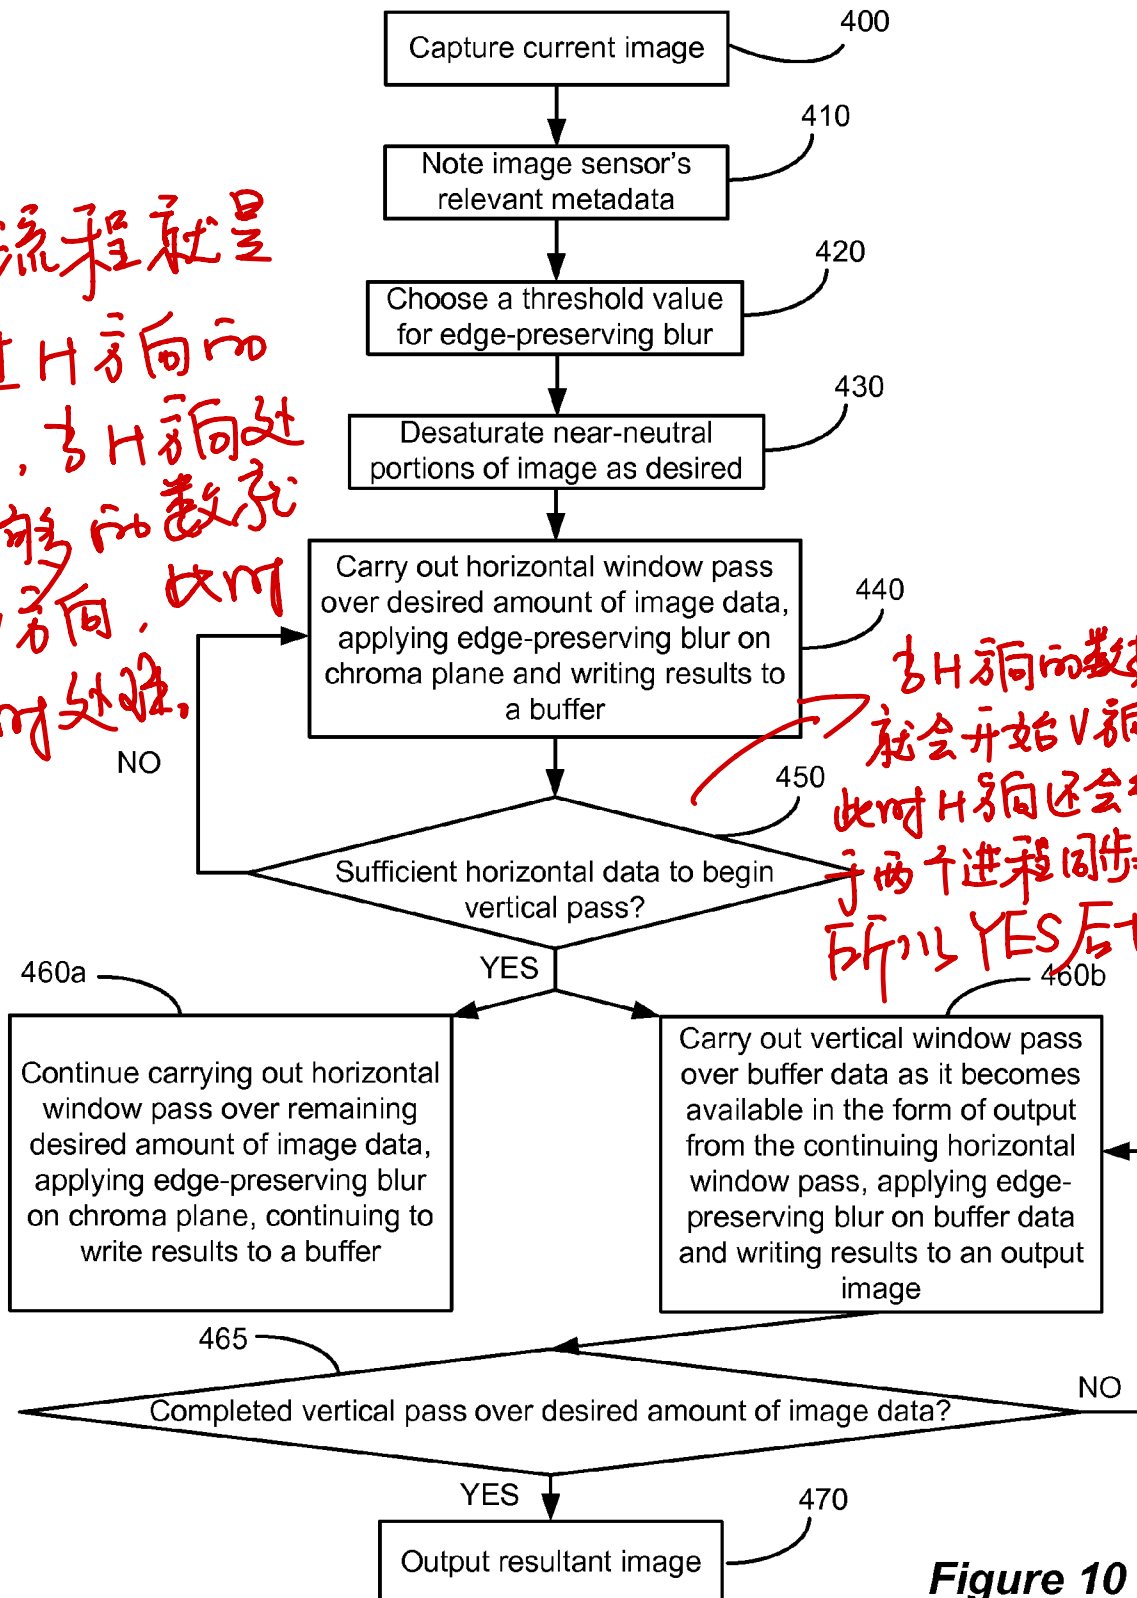 Capture current image
400
410
Note image sensor's
relevant metadata
420
Choose a threshold value
for edge-preserving blur
430
Desaturate near-neutral
portions of image as desired
流程就是
H方向的
，当H方向处
够的数就
方向，此时
时处理。
440
Carry out horizontal window pass
over desired amount of image data,
applying edge-preserving blur on
chroma plane and writing results to
a buffer
当H方向的数
就会开始V方向
此时H方向还会
于两个进程同步
所以YES后
NO
450
Sufficient horizontal data to begin
vertical pass?
YES
460a
Continue carrying out horizontal
window pass over remaining
desired amount of image data,
applying edge-preserving blur
on chroma plane, continuing to
write results to a buffer
460b
Carry out vertical window pass
over buffer data as it becomes
available in the form of output
from the continuing horizontal
window pass, applying edge-
preserving blur on buffer data
and writing results to an output
image
465
Completed vertical pass over desired amount of image data?
NO
YES
470
Output resultant image
Figure 10